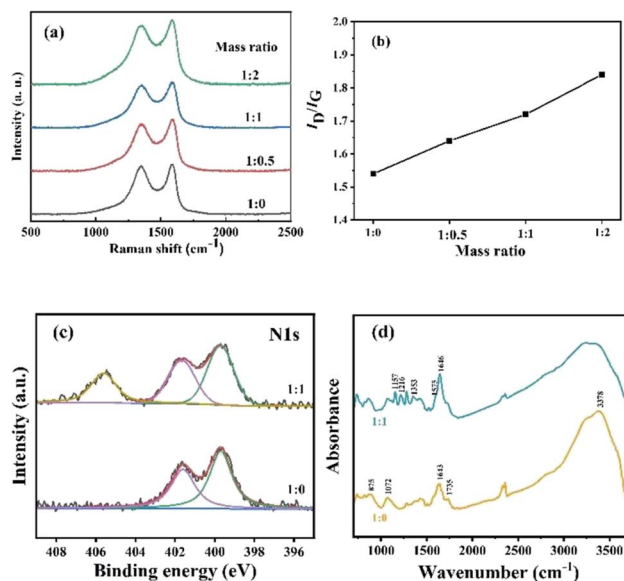 (a)
Mass ratio
1:2
1:1
1:0.5
1:0
Intensity (a. u.)
500 1000 1500 2000 2500
Raman shift (cm-1)
(b)
2.0
1.9
1.8
1.7
1.6
1.5
1.4
ID/IG
1:0 1:0.5 1:1 1:2
Mass ratio
(c)
N1s
1:1
1:0
Intensity (a.u.)
408 406 404 402 400 398 396
Binding energy (eV)
(d)
1157
1216
1353
1575
1646
1:1
3378
875
1072
1643
1735
1:0
Absorbance
1000 1500 2000 2500 3000 3500
Wavenumber (cm-1)